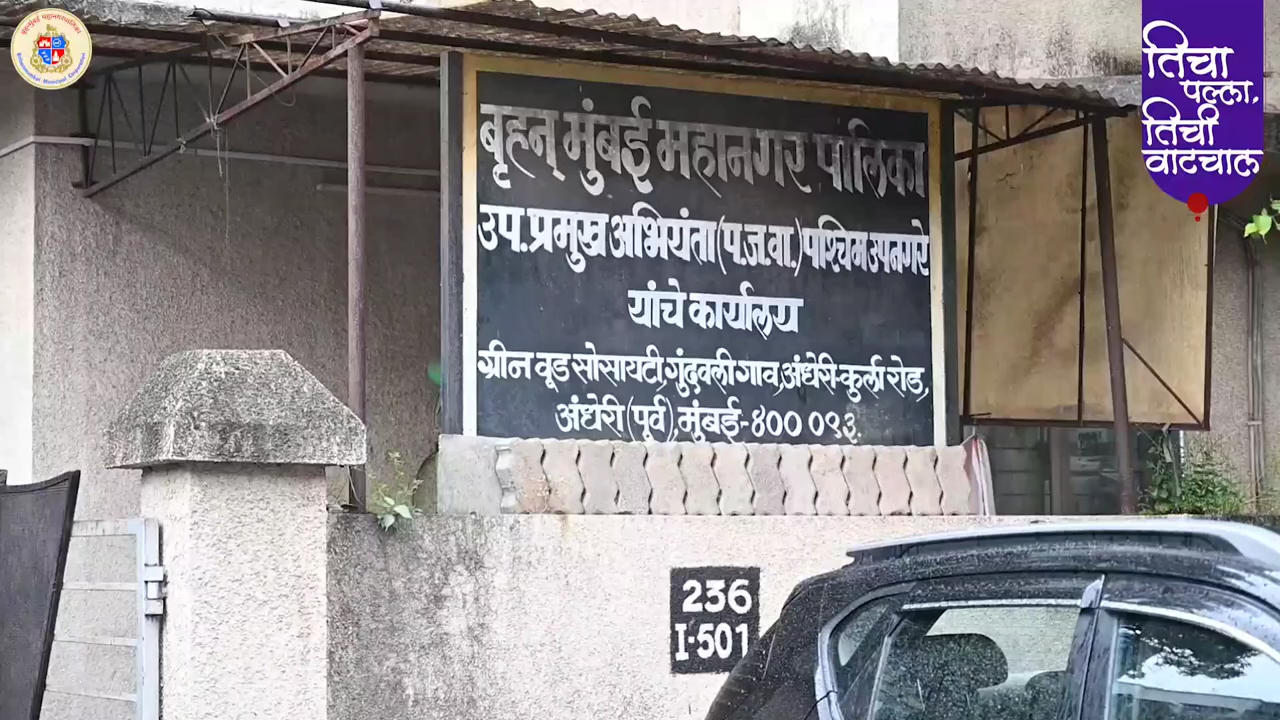 बृहन् मुंबई महानगर पालिका
उप.प्रमुख अभियंता (प.ज.वा.) पश्चिम उपनगरे
यांचे कार्यालय
ग्रीन वूड सोसायटी, गुंदवली गाव, अंधेरी-कुर्ला रोड,
अंधेरी (पुर्व), मुंबई-४०० ०९३.
236
I-501
तिचा
पल्ला,
तिची
वाटचाल